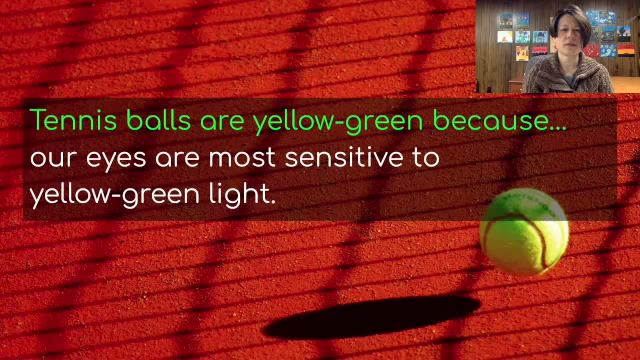 Tennis balls are yellow-green because...
our eyes are most sensitive to
yellow-green light.